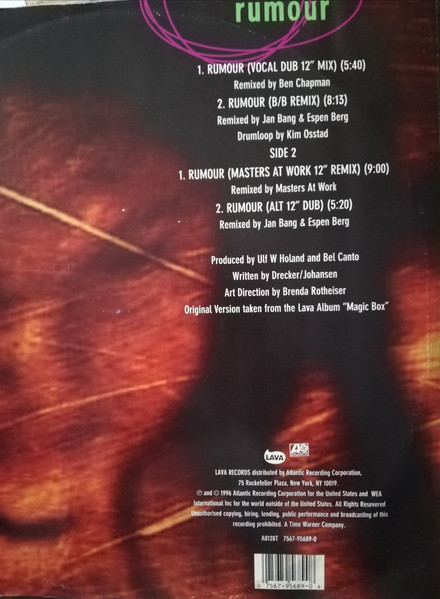 rumour
1. RUMOUR (VOCAL DUB 12" MIX) (5:40)
Remixed by Ben Chapman
2. RUMOUR (B/B REMIX) (8:13)
Remixed by Jan Bang & Espen Berg
Drumloop by Kim Osstad
SIDE 2
1. RUMOUR (MASTERS AT WORK 12" REMIX) (9:00)
Remixed by Masters At Work
2. RUMOUR (ALT 12" DUB) (5:20)
Remixed by Jan Bang & Espen Berg
Produced by Ulf W Holand and Bel Canto
Written by Drecker/Johansen
Art Direction by Brenda Rotheiser
Original Version taken from the Lava Album "Magic Box"
LAVA
LAVA RECORDS distributed by Atlantic Recording Corporation,
75 Rockefeller Plaza, New York, NY 10019.
℗ and © 1996 Atlantic Recording Corporation for the United States and WEA
International Inc for the world outside of the United States. All Rights Resevered
Unauthorised copying, hiring, lending, public performance and broadcasting of this
recording prohibited. A Time Warner Company.
A8128T 7567-95689-0
7567-95689-0